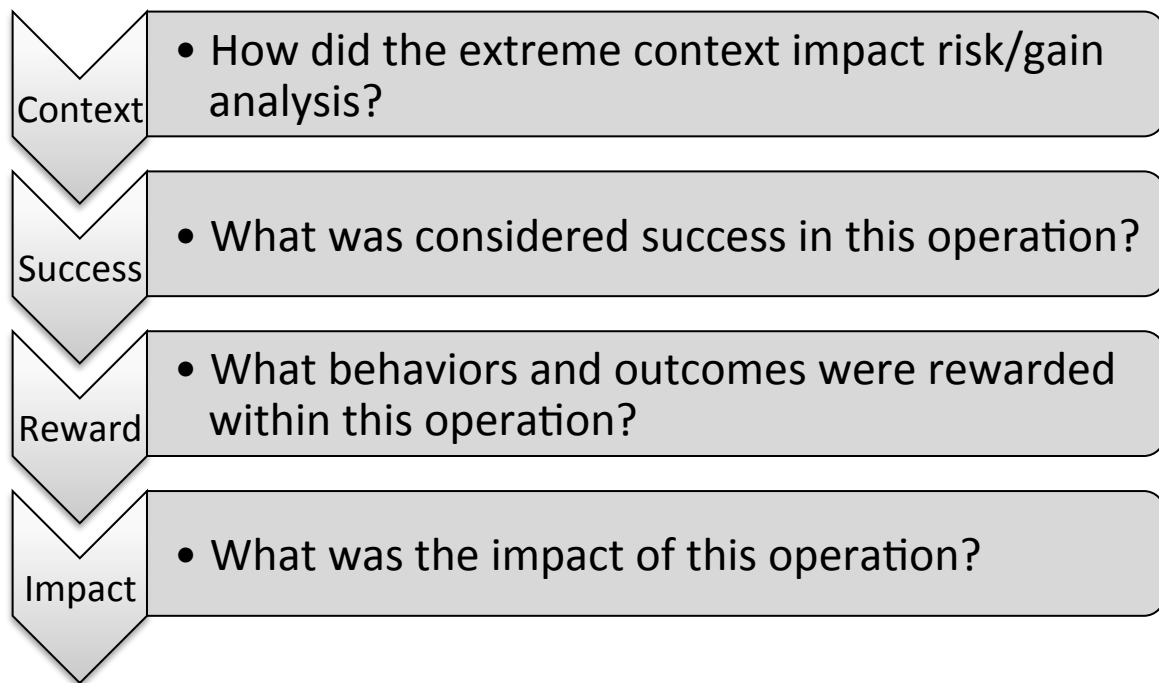 Context
• How did the extreme context impact risk/gain
analysis?
Success
• What was considered success in this operation?
Reward
• What behaviors and outcomes were rewarded
within this operation?
Impact
• What was the impact of this operation?